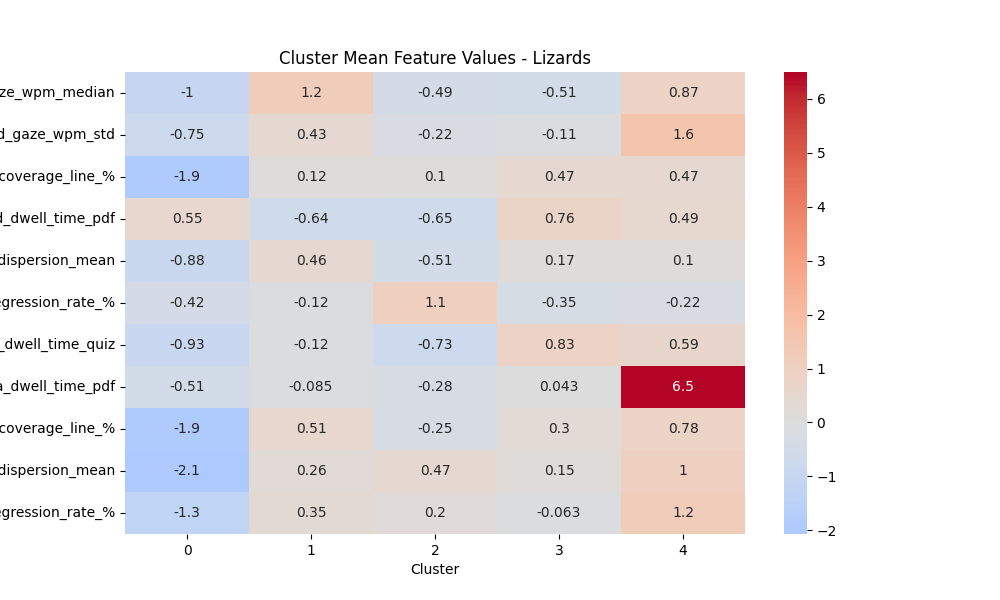 Cluster Mean Feature Values - Lizards
ze_wpm_median -1 1.2 -0.49 -0.51 0.87
d_gaze_wpm_std -0.75 0.43 -0.22 -0.11 1.6
coverage_line_% -1.9 0.12 0.1 0.47 0.47
d_dwell_time_pdf 0.55 -0.64 -0.65 0.76 0.49
dispersion_mean -0.88 0.46 -0.51 0.17 0.1
egression_rate_% -0.42 -0.12 1.1 -0.35 -0.22
_dwell_time_quiz -0.93 -0.12 -0.73 0.83 0.59
a_dwell_time_pdf -0.51 -0.085 -0.28 0.043 6.5
coverage_line_% -1.9 0.51 -0.25 0.3 0.78
dispersion_mean -2.1 0.26 0.47 0.15 1
egression_rate_% -1.3 0.35 0.2 -0.063 1.2
0 1 2 3 4
Cluster
6
5
4
3
2
1
0
−1
−2